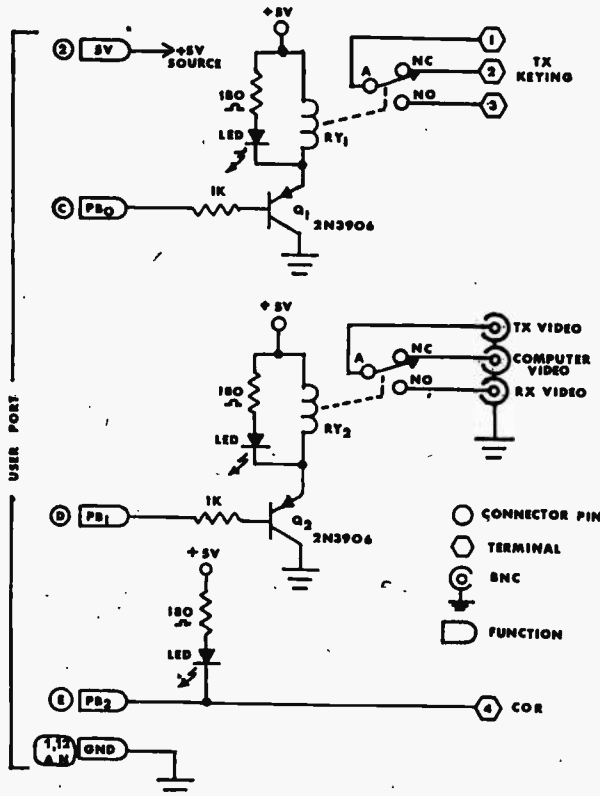 +5V
2 5V +5V SOURCE
180 Ω
LED
RY1
A
NC
NO
1
2
3
TX KEYING
C PB0
1K
Q1
2N3906
+5V
180 Ω
LED
RY2
A
NC
NO
TX VIDEO
COMPUTER VIDEO
RX VIDEO
USER PORT
D PB1
1K
Q2
2N3906
CONNECTOR PIN
TERMINAL
BNC
FUNCTION
+5V
180 Ω
LED
E PB2
4 COR
1,12 A,N GND